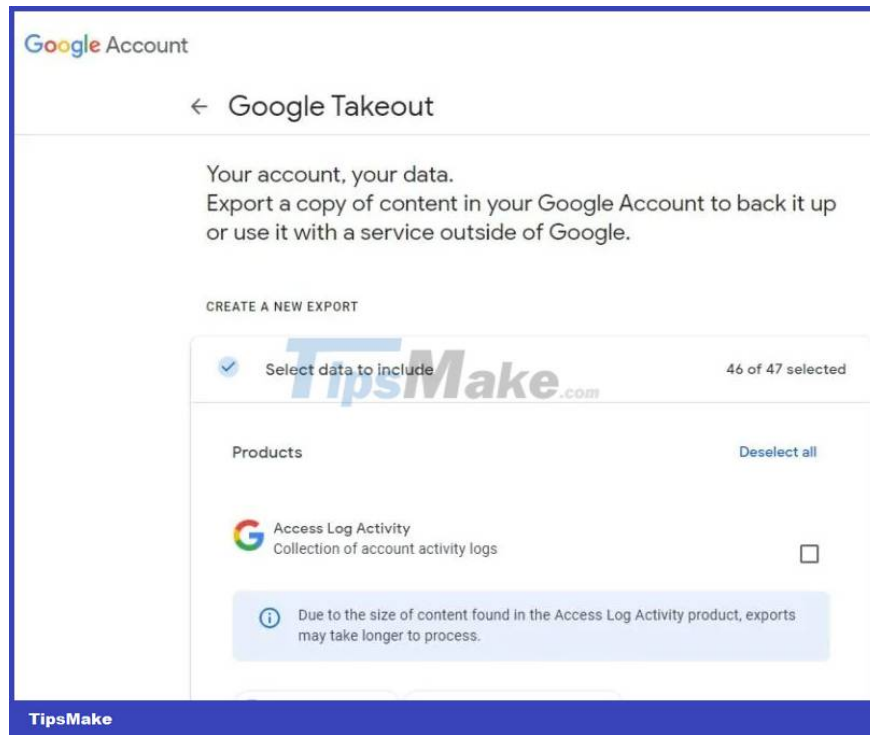 Google Account
← Google Takeout
Your account, your data.
Export a copy of content in your Google Account to back it up
or use it with a service outside of Google.
CREATE A NEW EXPORT
Select data to include
46 of 47 selected
TipsMake.com
Products
Deselect all
Access Log Activity
Collection of account activity logs
Due to the size of content found in the Access Log Activity product, exports
may take longer to process.
TipsMake